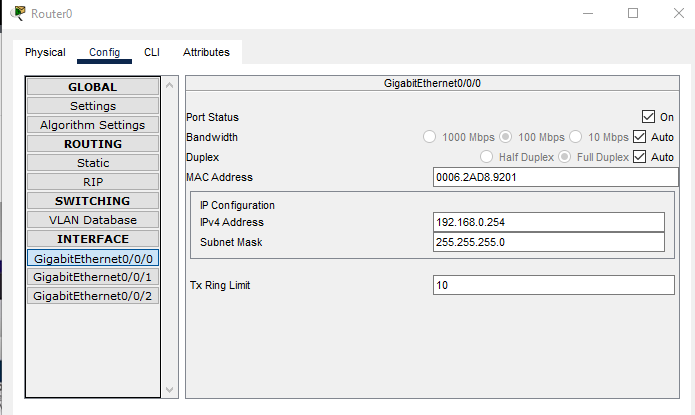 Router0
Physical Config CLI Attributes
GLOBAL
Settings
Algorithm Settings
ROUTING
Static
RIP
SWITCHING
VLAN Database
INTERFACE
GigabitEthernet0/0/0
GigabitEthernet0/0/1
GigabitEthernet0/0/2
GigabitEthernet0/0/0
Port Status On
Bandwidth 1000 Mbps 100 Mbps 10 Mbps Auto
Duplex Half Duplex Full Duplex Auto
MAC Address 0006.2AD8.9201
IP Configuration
IPv4 Address 192.168.0.254
Subnet Mask 255.255.255.0
Tx Ring Limit 10